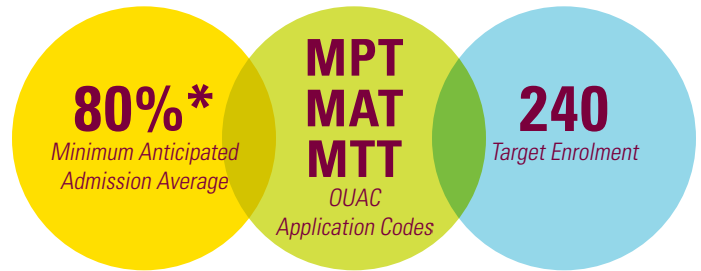 80%*
Minimum Anticipated
Admission Average
MPT
MAT
MTT
OUAC
Application Codes
240
Target Enrolment